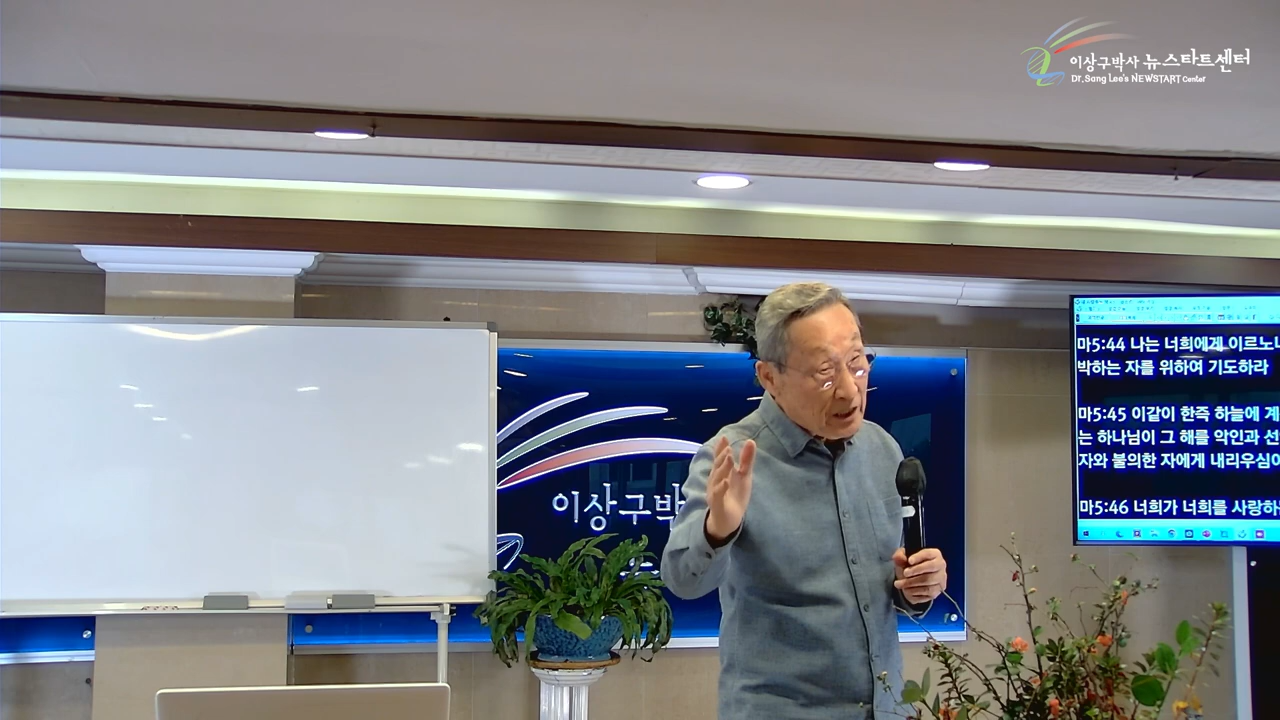 이상구박사 뉴스타트센터
Dr. Sang Lee's NEWSTART Center
이상구박
마5:44 나는 너희에게 이르노니
박하는 자를 위하여 기도하라
마5:45 이같이 한즉 하늘에 계
는 하나님이 그 해를 악인과 선
자와 불의한 자에게 내리우심이
마5:46 너희가 너희를 사랑하